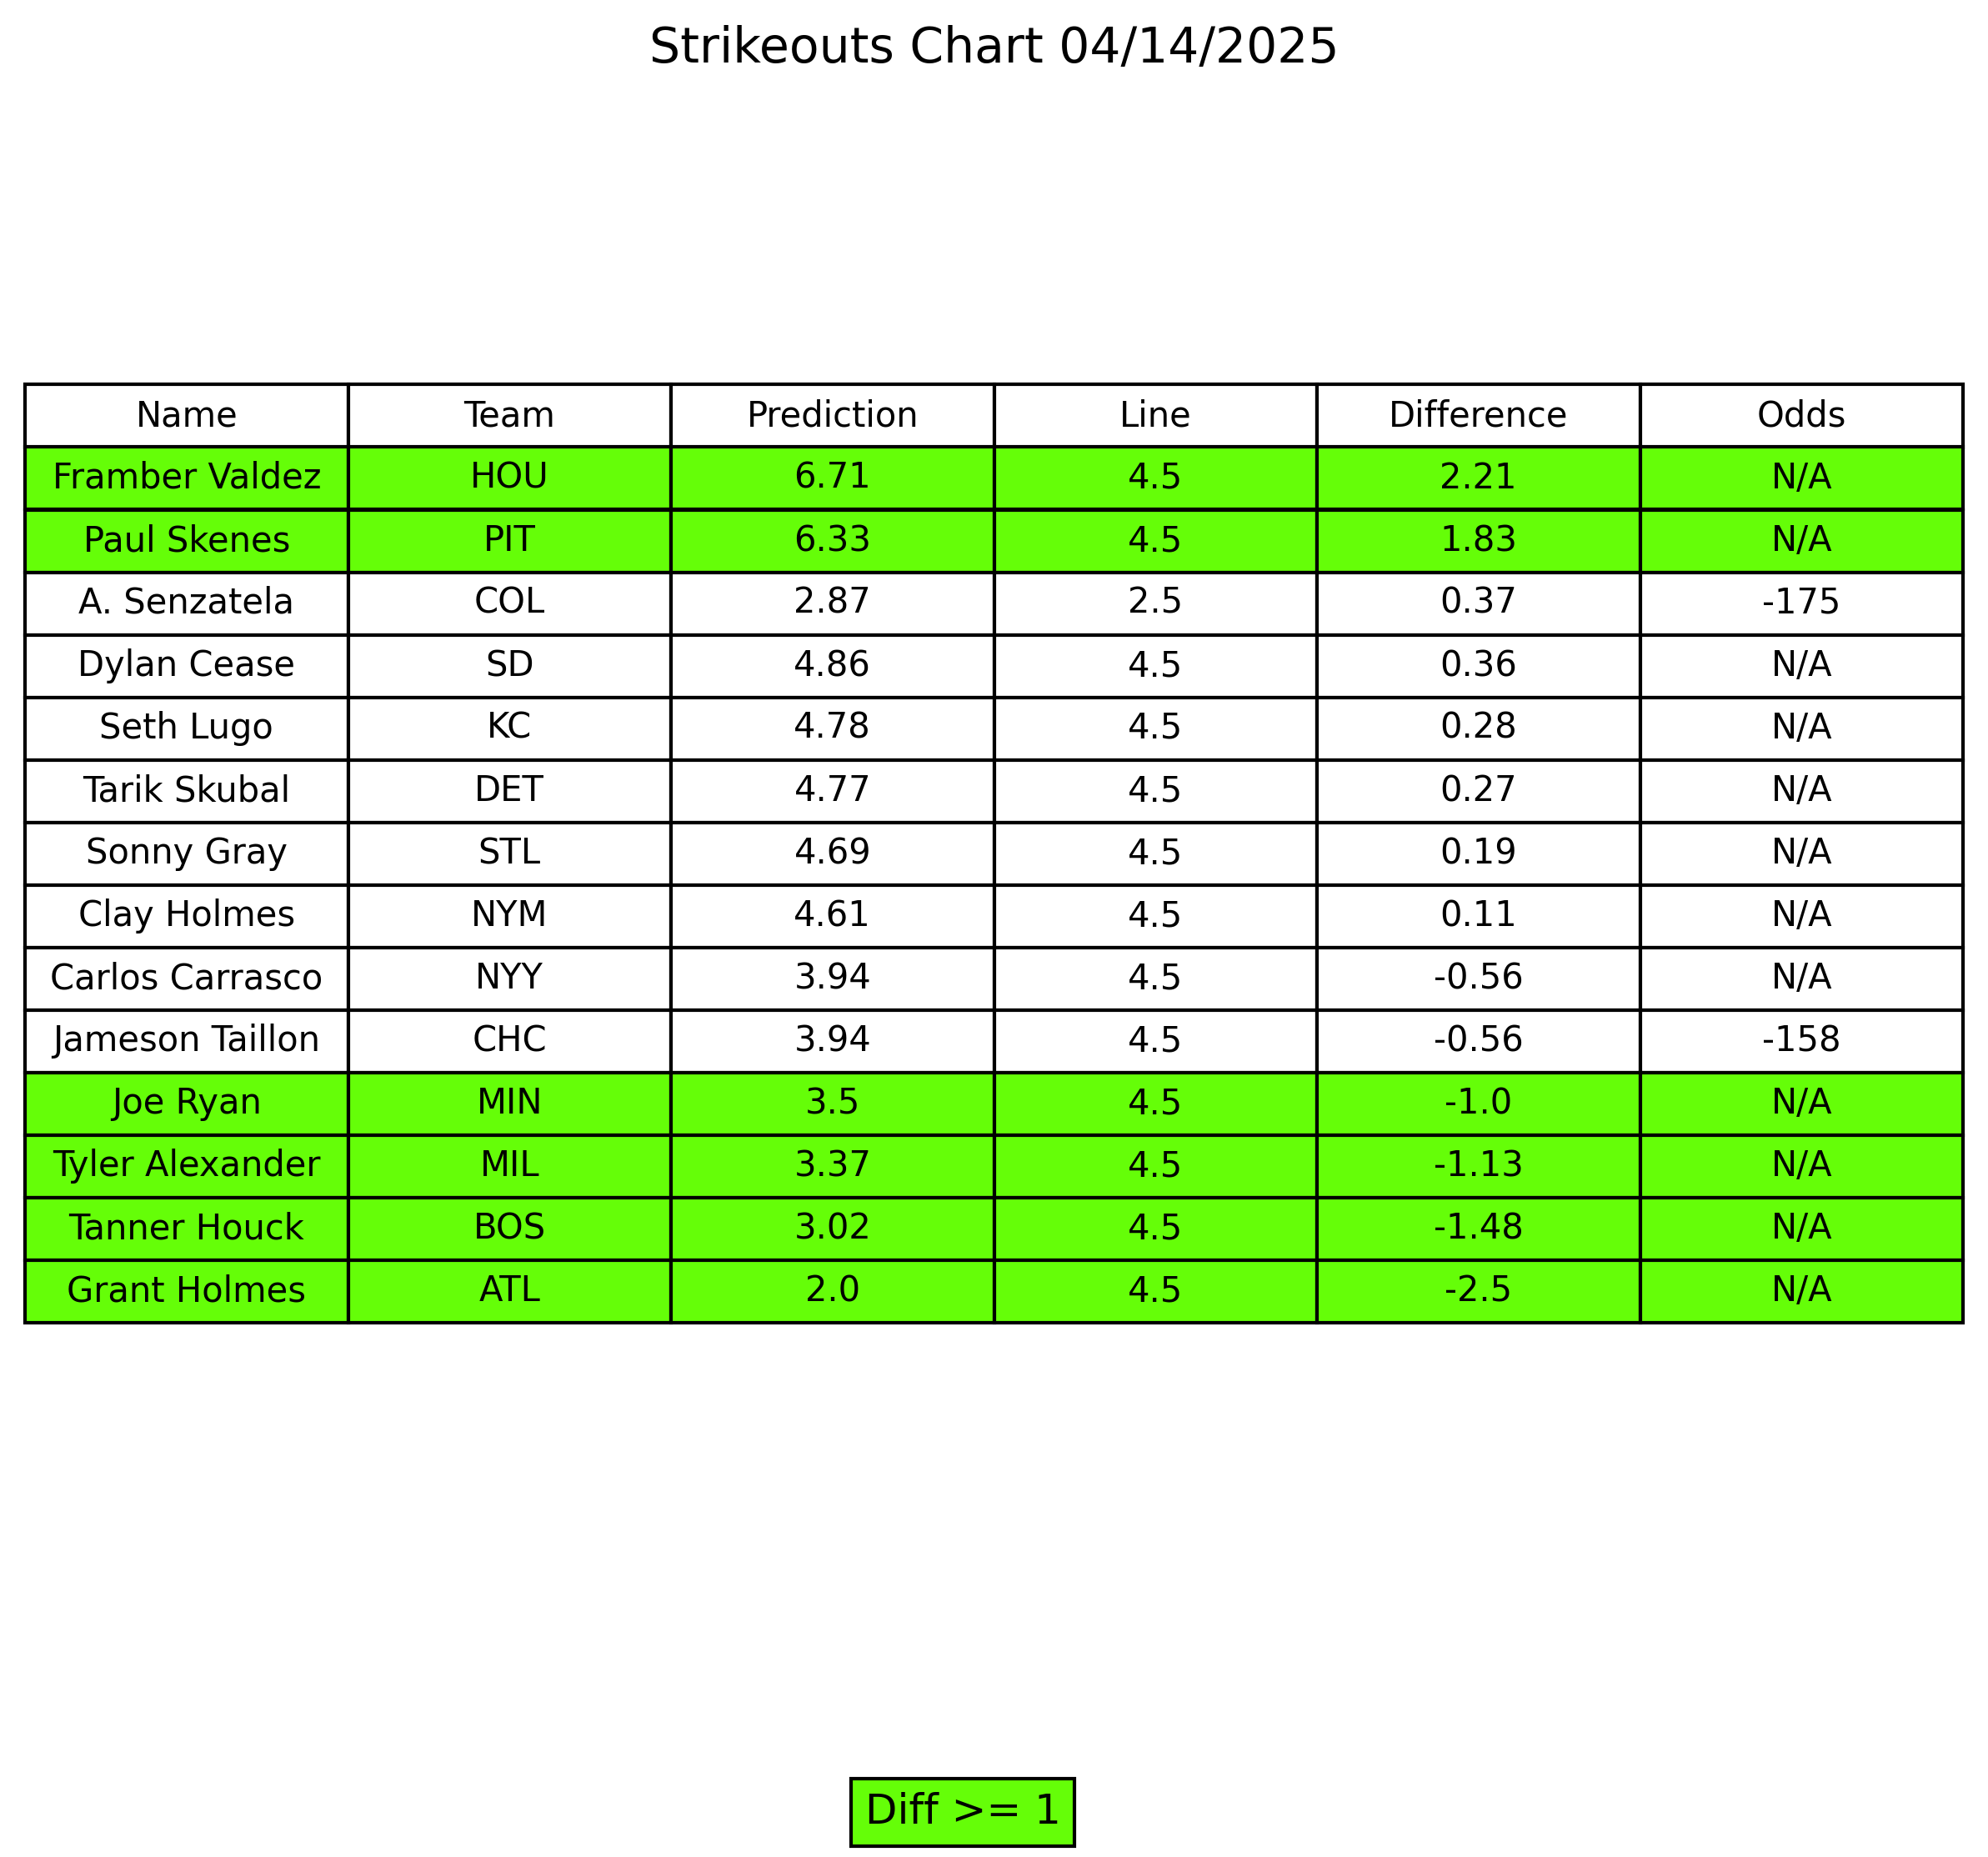 Strikeouts Chart 04/14/2025
Name Team Prediction Line Difference Odds
Framber Valdez HOU 6.71 4.5 2.21 N/A
Paul Skenes PIT 6.33 4.5 1.83 N/A
A. Senzatela COL 2.87 2.5 0.37 -175
Dylan Cease SD 4.86 4.5 0.36 N/A
Seth Lugo KC 4.78 4.5 0.28 N/A
Tarik Skubal DET 4.77 4.5 0.27 N/A
Sonny Gray STL 4.69 4.5 0.19 N/A
Clay Holmes NYM 4.61 4.5 0.11 N/A
Carlos Carrasco NYY 3.94 4.5 -0.56 N/A
Jameson Taillon CHC 3.94 4.5 -0.56 -158
Joe Ryan MIN 3.5 4.5 -1.0 N/A
Tyler Alexander MIL 3.37 4.5 -1.13 N/A
Tanner Houck BOS 3.02 4.5 -1.48 N/A
Grant Holmes ATL 2.0 4.5 -2.5 N/A
Diff >= 1